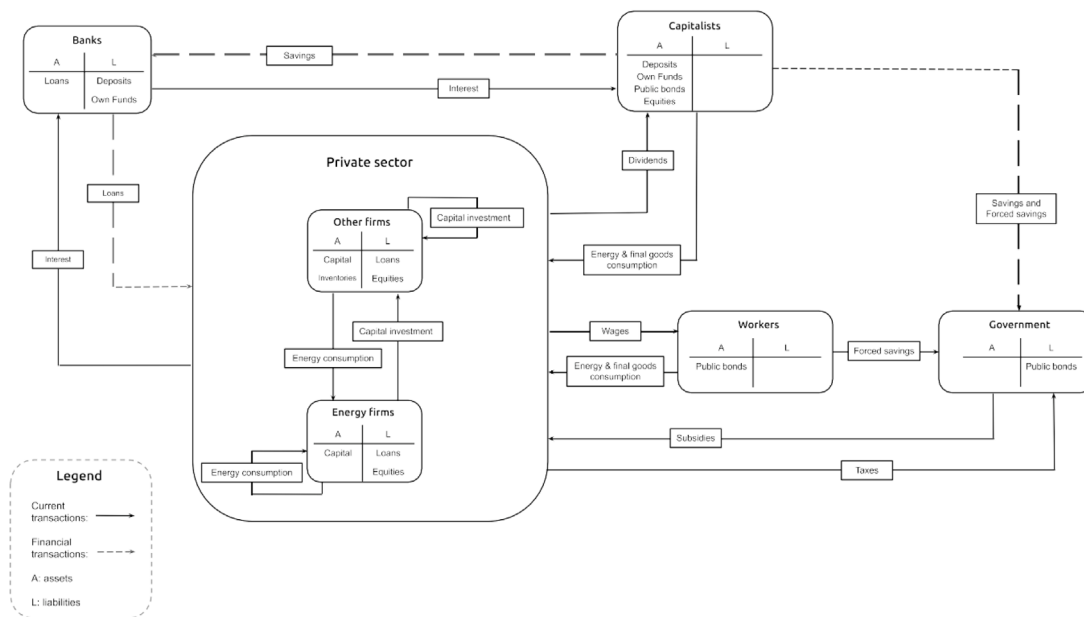 Banks
A L
Loans Deposits
Own Funds
Savings
Interest
Capitalists
A L
Deposits
Own Funds
Public bonds
Equities
Loans
Interest
Private sector
Dividends
Savings and
Forced savings
Other firms
A L
Capital Loans
Inventories Equities
Capital investment
Energy & final goods
consumption
Capital investment
Energy consumption
Wages
Energy & final goods
consumption
Workers
A L
Public bonds
Forced savings
Government
A L
Public bonds
Energy firms
A L
Capital Loans
Equities
Energy consumption
Subsidies
Taxes
Legend
Current
transactions:
Financial
transactions:
A: assets
L: liabilities